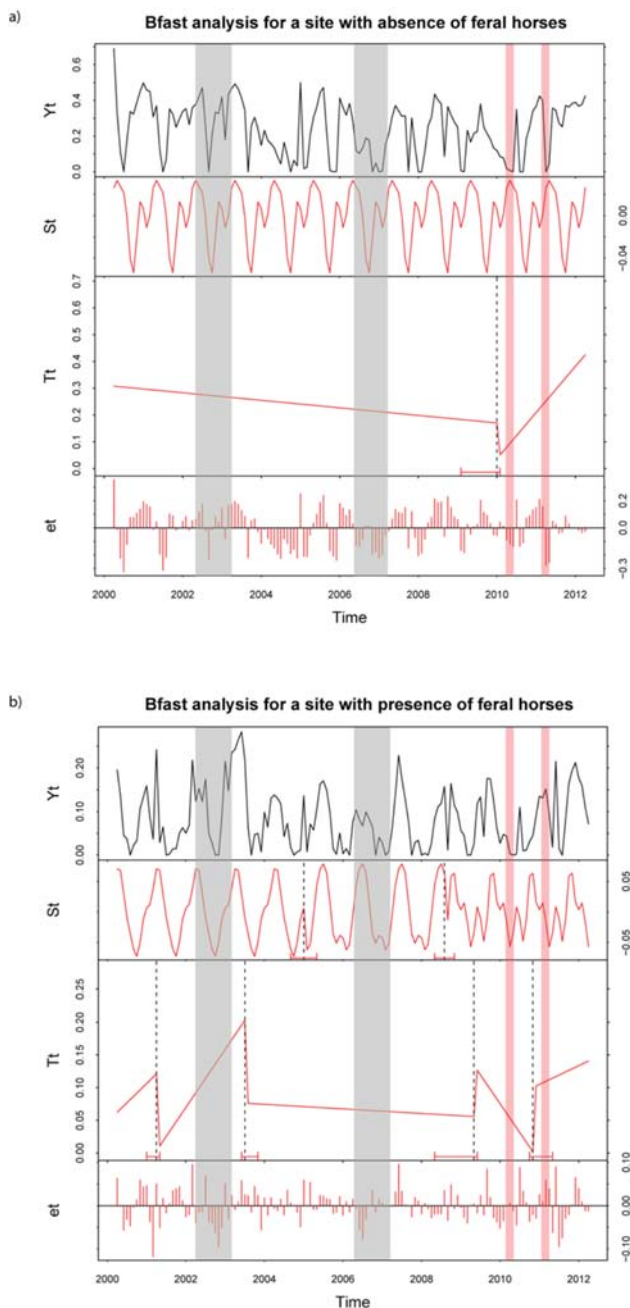 a)
Bfast analysis for a site with absence of feral horses
Yt
0.0 0.2 0.4 0.6
St
-0.04 0.00
Tt
0.0 0.1 0.2 0.3 0.4 0.5 0.6 0.7
et
-0.3 0.0 0.2
2000 2002 2004 2006 2008 2010 2012
Time
b)
Bfast analysis for a site with presence of feral horses
Yt
0.00 0.10 0.20
St
-0.05 0.05
Tt
0.00 0.05 0.10 0.15 0.20 0.25
et
-0.10 0.00 0.10
2000 2002 2004 2006 2008 2010 2012
Time